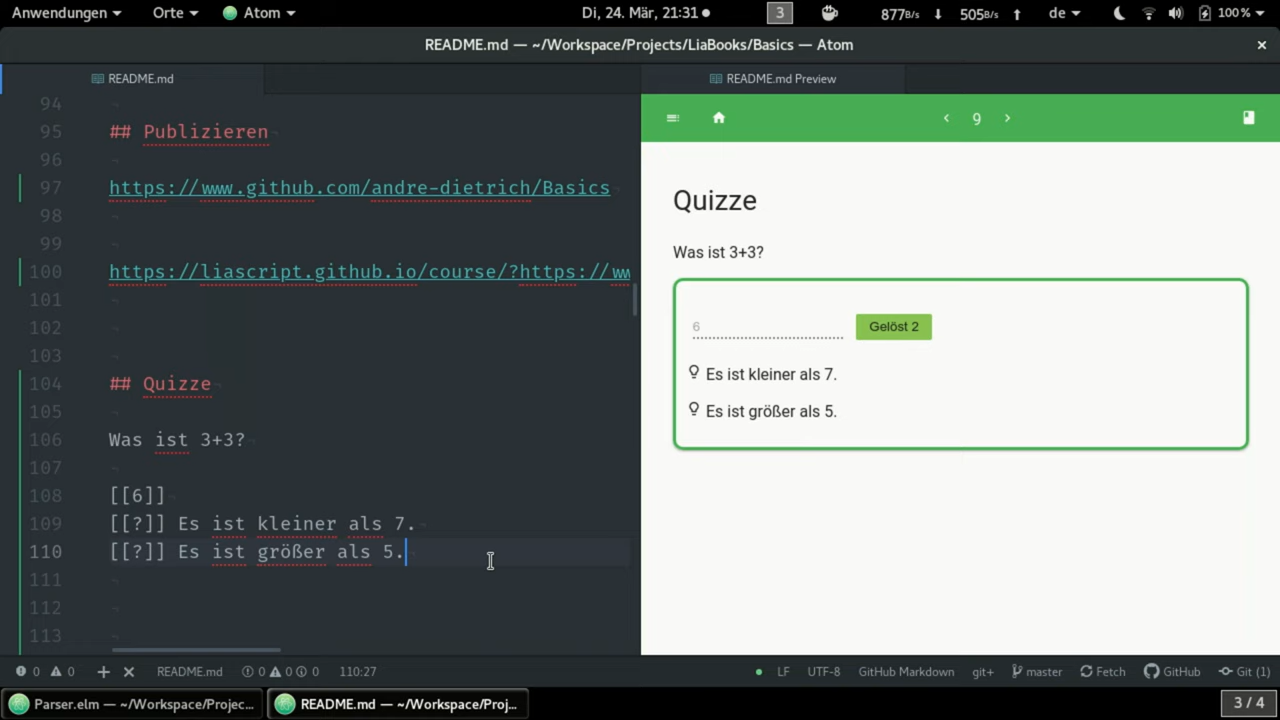 Anwendungen Orte Atom Di, 24. Mär, 21:31 3 877B/s 505B/s de 100%
README.md — ~/Workspace/Projects/LiaBooks/Basics — Atom ×
README.md
README.md Preview
94
95 ## Publizieren
96
97 https://www.github.com/andre-dietrich/Basics
98
99
100 https://liascript.github.io/course/?https://ww
101
102
103
104 ## Quizze
105
106 Was ist 3+3?
107
108 [[6]]
109 [[?]] Es ist kleiner als 7.
110 [[?]] Es ist größer als 5.
111
112
113
9
Quizze
Was ist 3+3?
6 Gelöst 2
Es ist kleiner als 7.
Es ist größer als 5.
0 0 README.md 0 0 0 110:27 LF UTF-8 GitHub Markdown git+ master Fetch GitHub Git (1)
Parser.elm — ~/Workspace/Projec... README.md — ~/Workspace/Proj... 3 / 4